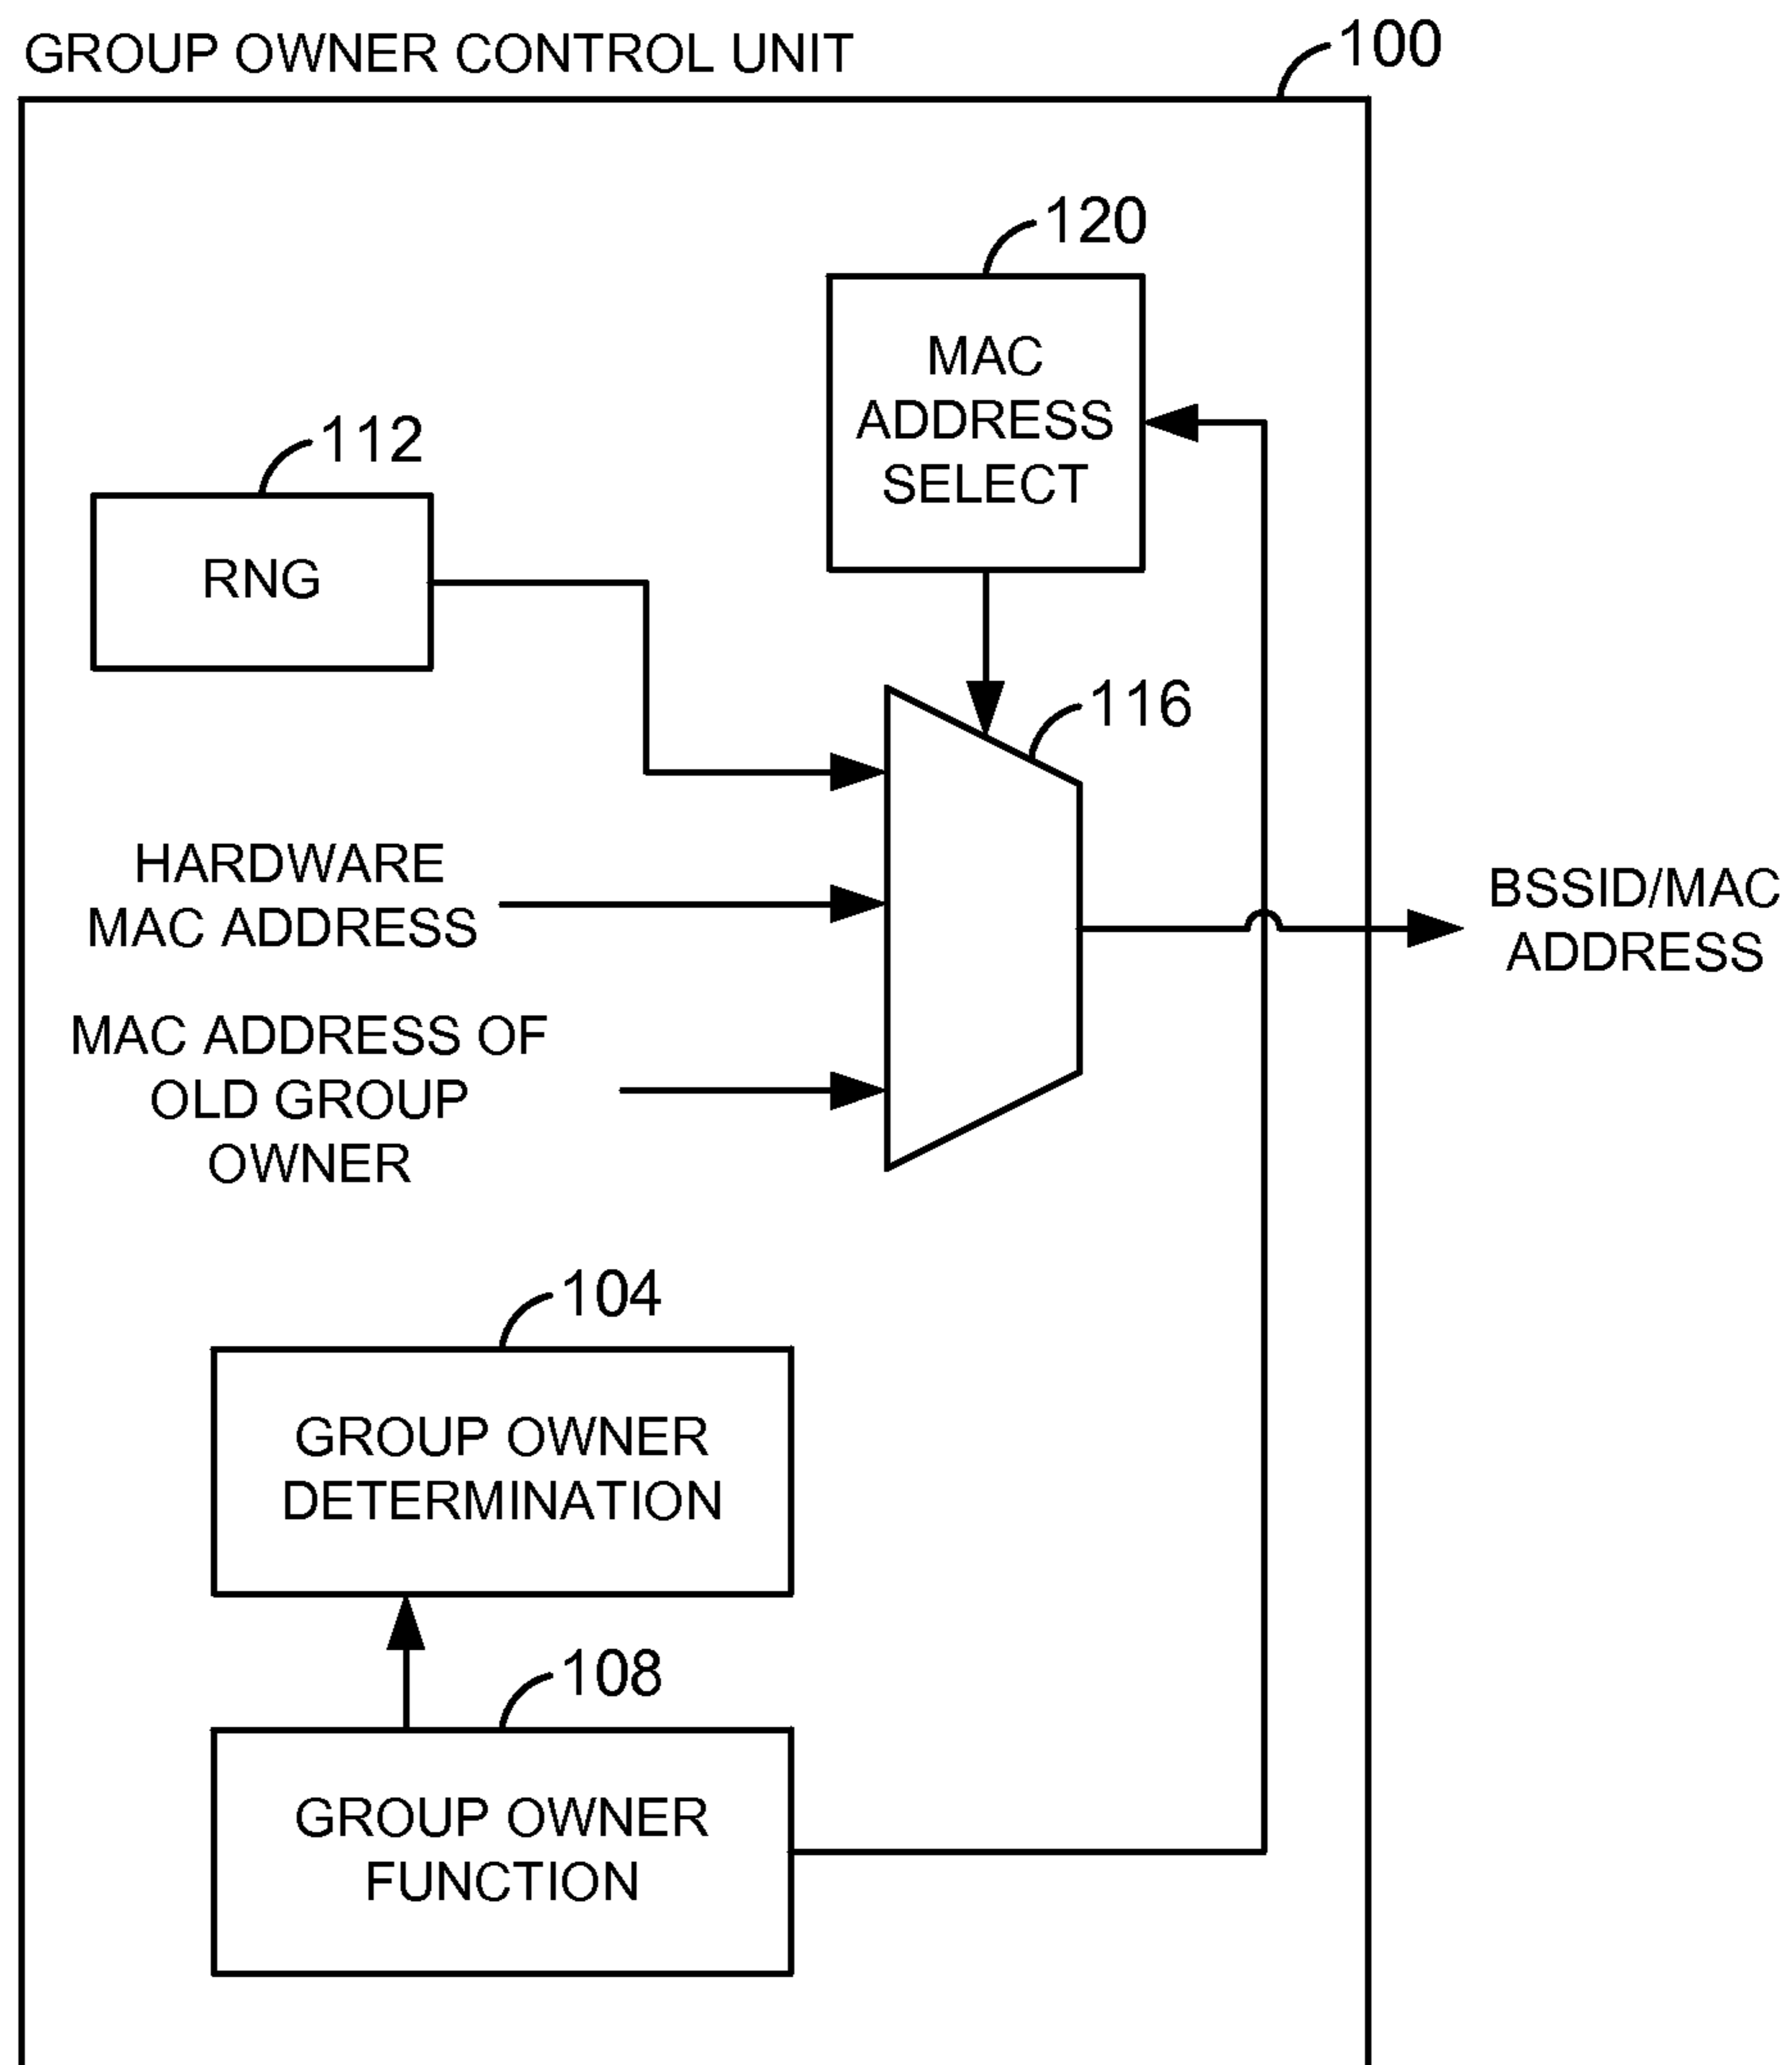 GROUP OWNER CONTROL UNIT
100
120
MAC
ADDRESS
SELECT
112
RNG
116
HARDWARE
MAC ADDRESS
BSSID/MAC
ADDRESS
MAC ADDRESS OF
OLD GROUP
OWNER
104
GROUP OWNER
DETERMINATION
108
GROUP OWNER
FUNCTION